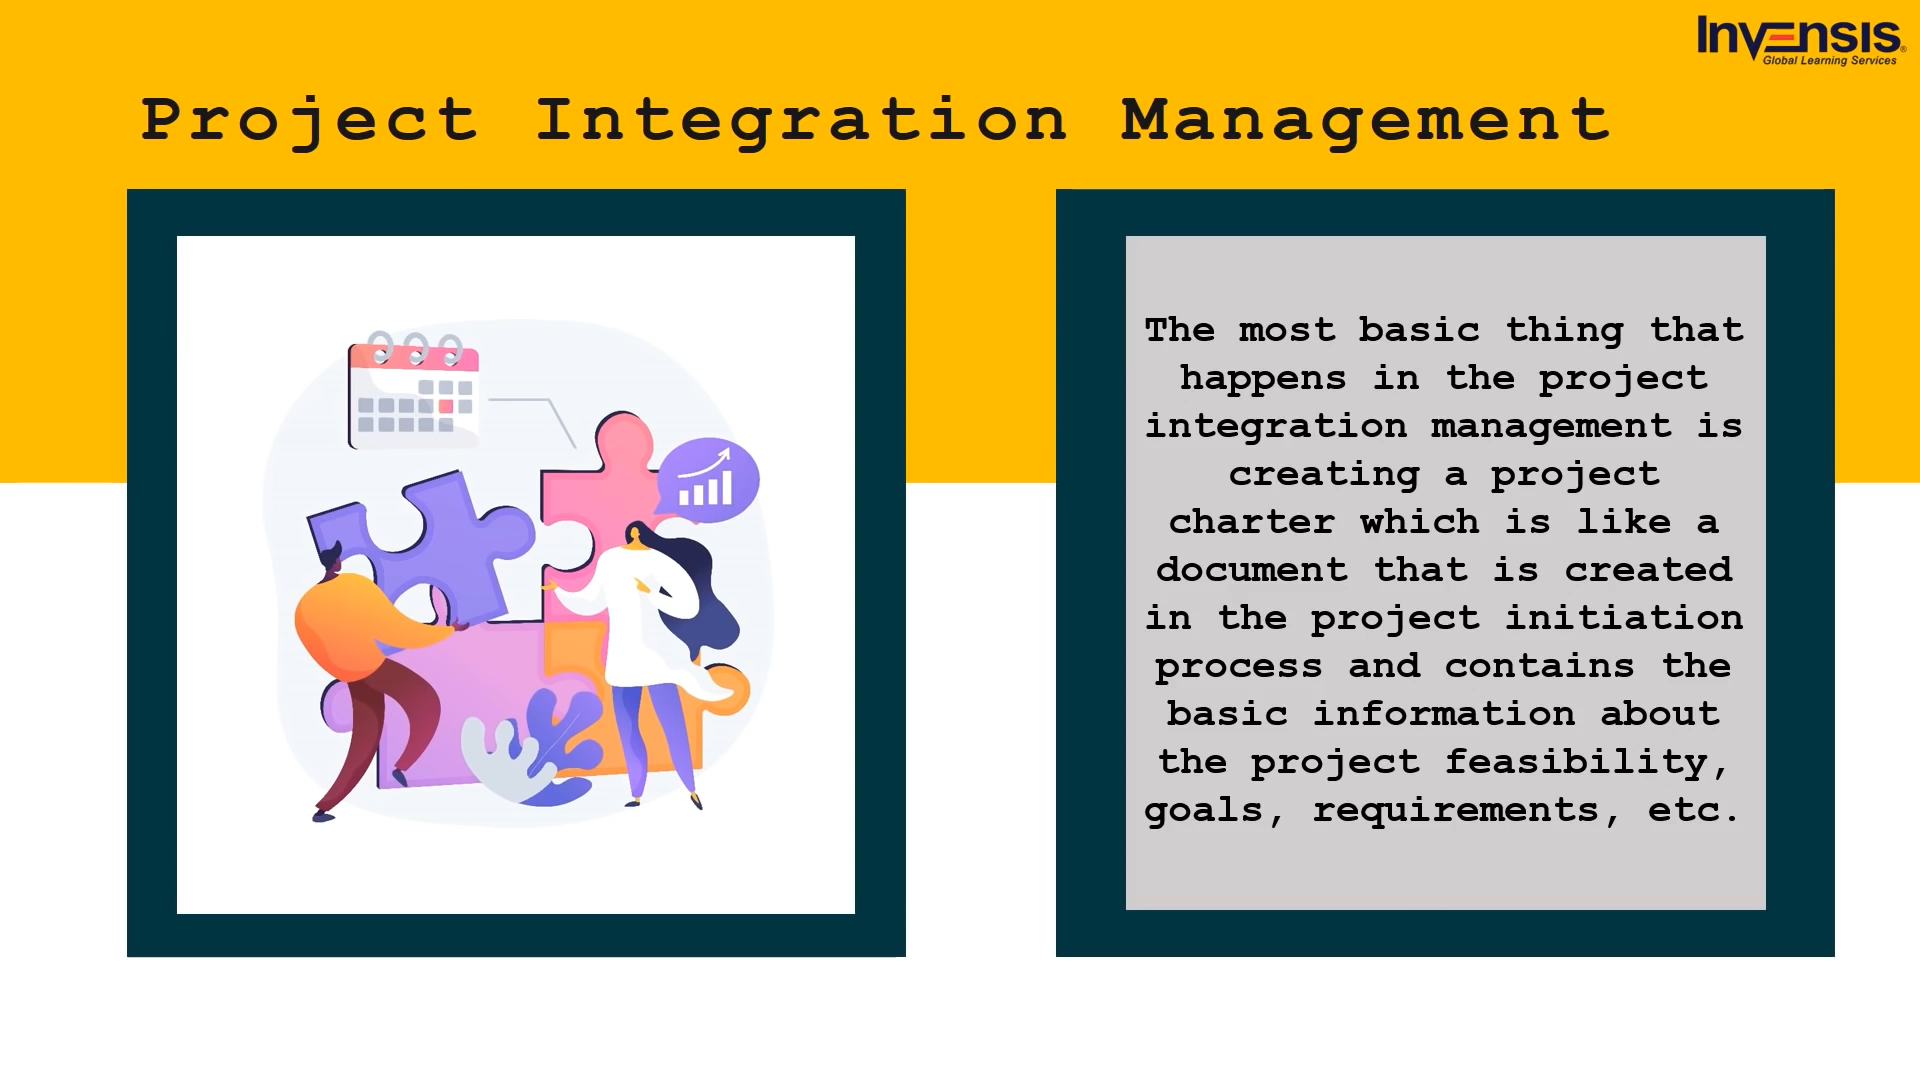 Invensis
Global Learning Services
Project Integration Management
The most basic thing that
happens in the project
integration management is
creating a project
charter which is like a
document that is created
in the project initiation
process and contains the
basic information about
the project feasibility,
goals, requirements, etc.